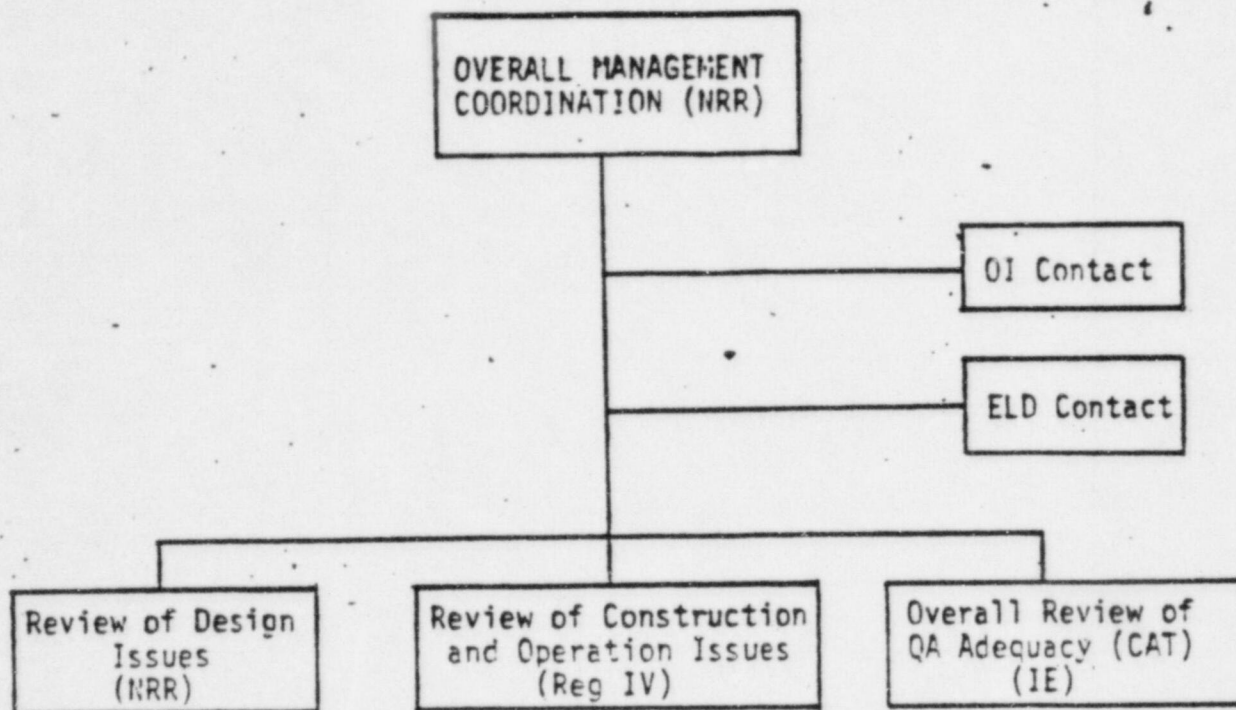 OVERALL MANAGEMENT
COORDINATION (NRR)
OI Contact
ELD Contact
Review of Design
Issues
(NRR)
Review of Construction
and Operation Issues
(Reg IV)
Overall Review of
QA Adequacy (CAT)
(IE)